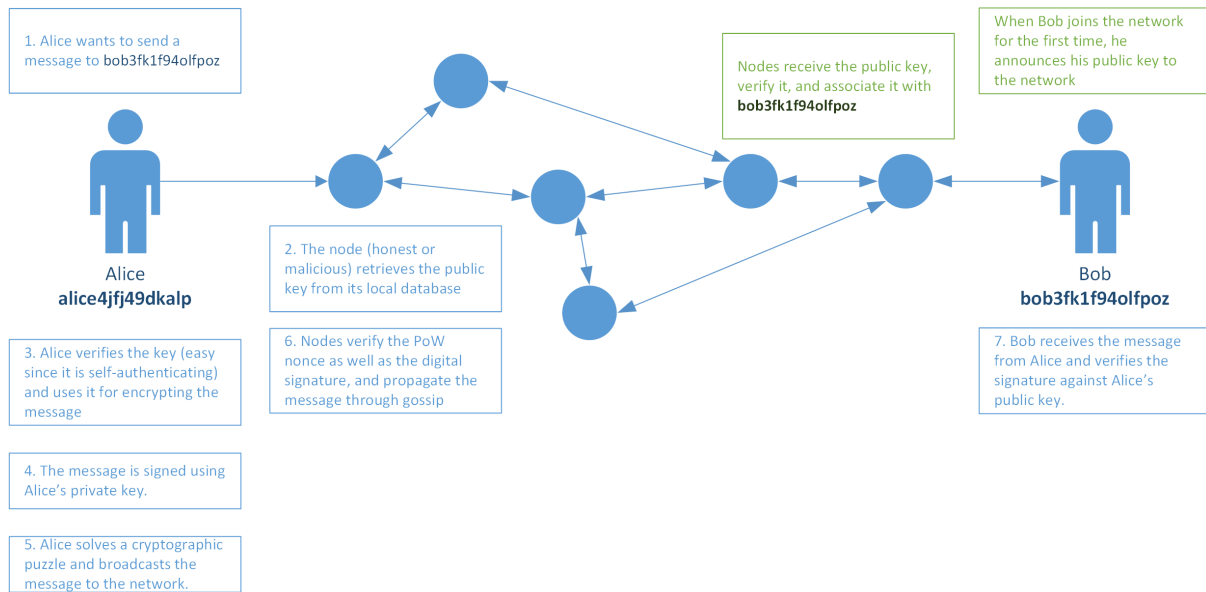 1. Alice wants to send a
message to bob3fk1f94olfpoz
Nodes receive the public key,
verify it, and associate it with
bob3fk1f94olfpoz
When Bob joins the network
for the first time, he
announces his public key to
the network
Alice
alice4jfj49dkalp
2. The node (honest or
malicious) retrieves the public
key from its local database
Bob
bob3fk1f94olfpoz
3. Alice verifies the key (easy
since it is self-authenticating)
and uses it for encrypting the
message
6. Nodes verify the PoW
nonce as well as the digital
signature, and propagate the
message through gossip
7. Bob receives the message
from Alice and verifies the
signature against Alice’s
public key.
4. The message is signed using
Alice’s private key.
5. Alice solves a cryptographic
puzzle and broadcasts the
message to the network.